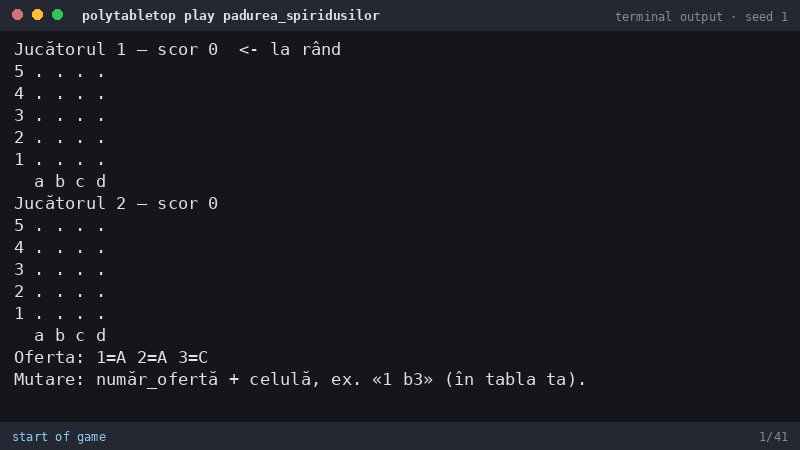 polytabletop play padurea_spiridusilor
terminal output · seed 1
Jucătorul 1 — scor 0  <- la rând
5 . . . .
4 . . . .
3 . . . .
2 . . . .
1 . . . .
  a b c d
Jucătorul 2 — scor 0
5 . . . .
4 . . . .
3 . . . .
2 . . . .
1 . . . .
  a b c d
Oferta: 1=A 2=A 3=C
Mutare: număr_ofertă + celulă, ex. «1 b3» (în tabla ta).
start of game
1/41